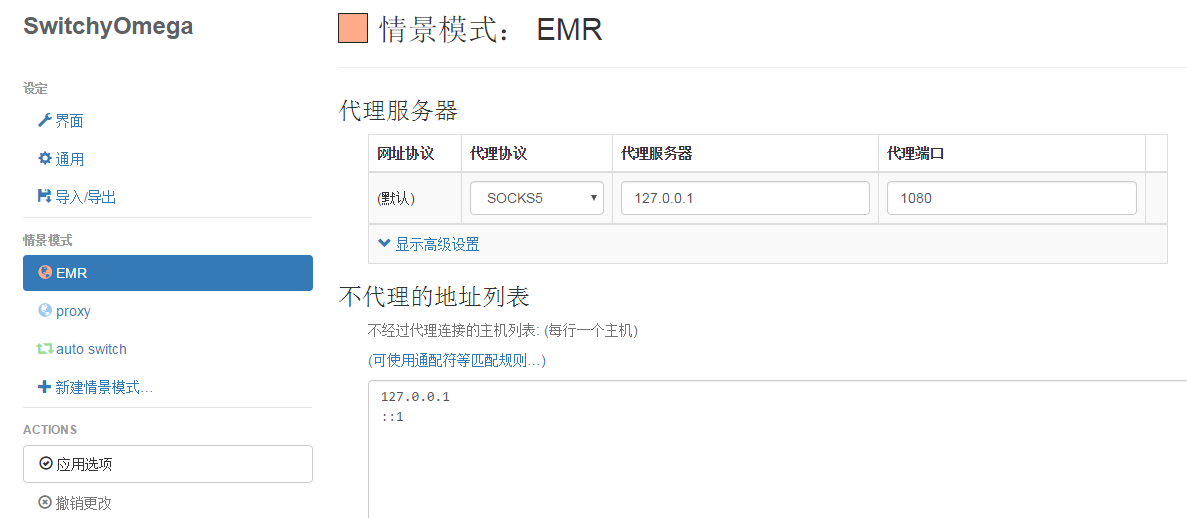 SwitchyOmega
设定
界面
通用
导入/导出
情景模式
EMR
proxy
auto switch
新建情景模式…
ACTIONS
应用选项
撤销更改
情景模式： EMR
代理服务器
网址协议 代理协议 代理服务器 代理端口
(默认) SOCKS5 127.0.0.1 1080
显示高级设置
不代理的地址列表
不经过代理连接的主机列表: (每行一个主机)
(可使用通配符等匹配规则…)
127.0.0.1
::1